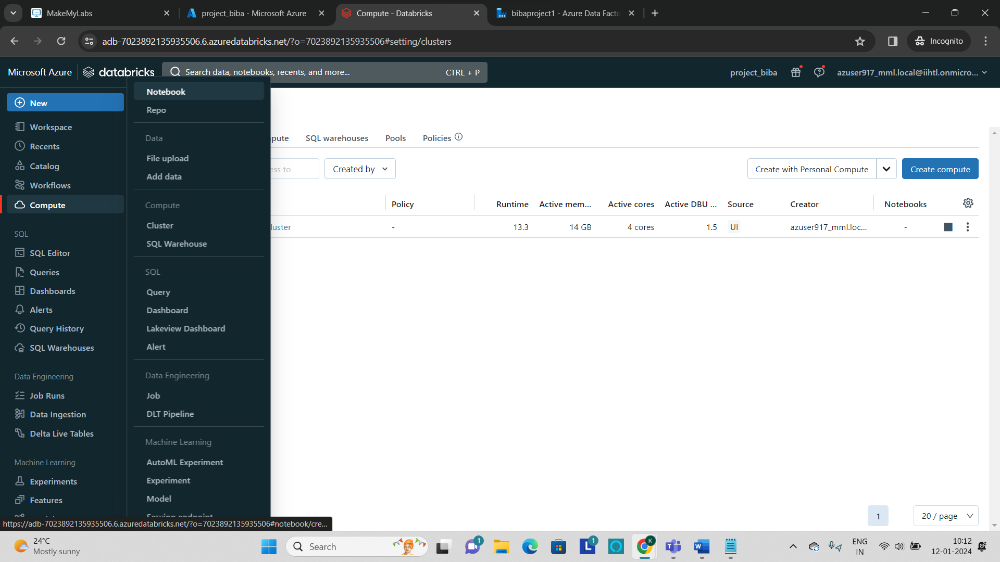 MakeMyLabs
project_biba - Microsoft Azure
Compute - Databricks
bibaproject1 - Azure Data Facto
adb-7023892135935506.6.azuredatabricks.net/?o=7023892135935506#setting/clusters
Incognito
Microsoft Azure
databricks
Search data, notebooks, recents, and more...
CTRL + P
project_biba
azuser917_mml.local@iihtl.onmicro...
New
Workspace
Recents
Catalog
Workflows
Compute
SQL
SQL Editor
Queries
Dashboards
Alerts
Query History
SQL Warehouses
Data Engineering
Job Runs
Data Ingestion
Delta Live Tables
Machine Learning
Experiments
Features
Notebook
Repo
Data
File upload
Add data
Compute
Cluster
SQL Warehouse
SQL
Query
Dashboard
Lakeview Dashboard
Alert
Data Engineering
Job
DLT Pipeline
Machine Learning
AutoML Experiment
Experiment
Model
Serving endpoint
pute
SQL warehouses
Pools
Policies
ess to
Created by
Create with Personal Compute
Create compute
Policy
Runtime
Active mem...
Active cores
Active DBU ...
Source
Creator
Notebooks
luster
-
13.3
14 GB
4 cores
1.5
UI
azuser917_mml.loc...
-
1
20 / page
https://adb-7023892135935506.6.azuredatabricks.net/?o=7023892135935506#notebook/cre...
24°C
Mostly sunny
Search
1
L
1
K
ENG
IN
10:12
12-01-2024